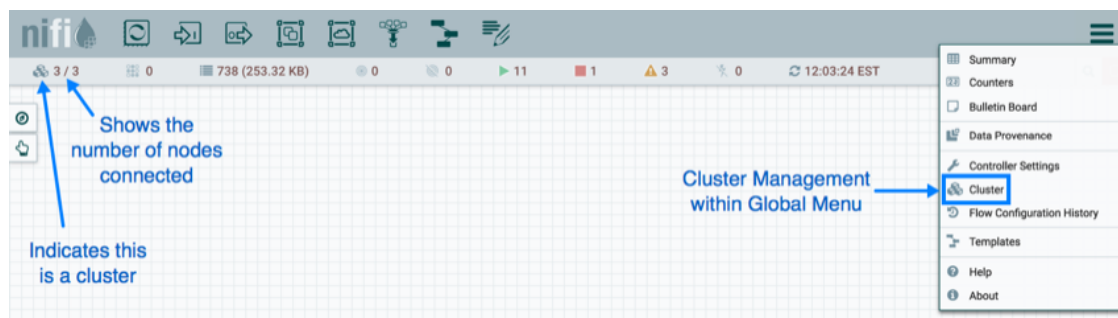 nifi
3 / 3
0
738 (253.32 KB)
0
0
11
1
3
0
12:03:24 EST
Summary
Counters
Bulletin Board
Data Provenance
Controller Settings
Cluster
Flow Configuration History
Templates
Help
About
Shows the
number of nodes
connected
Indicates this
is a cluster
Cluster Management
within Global Menu